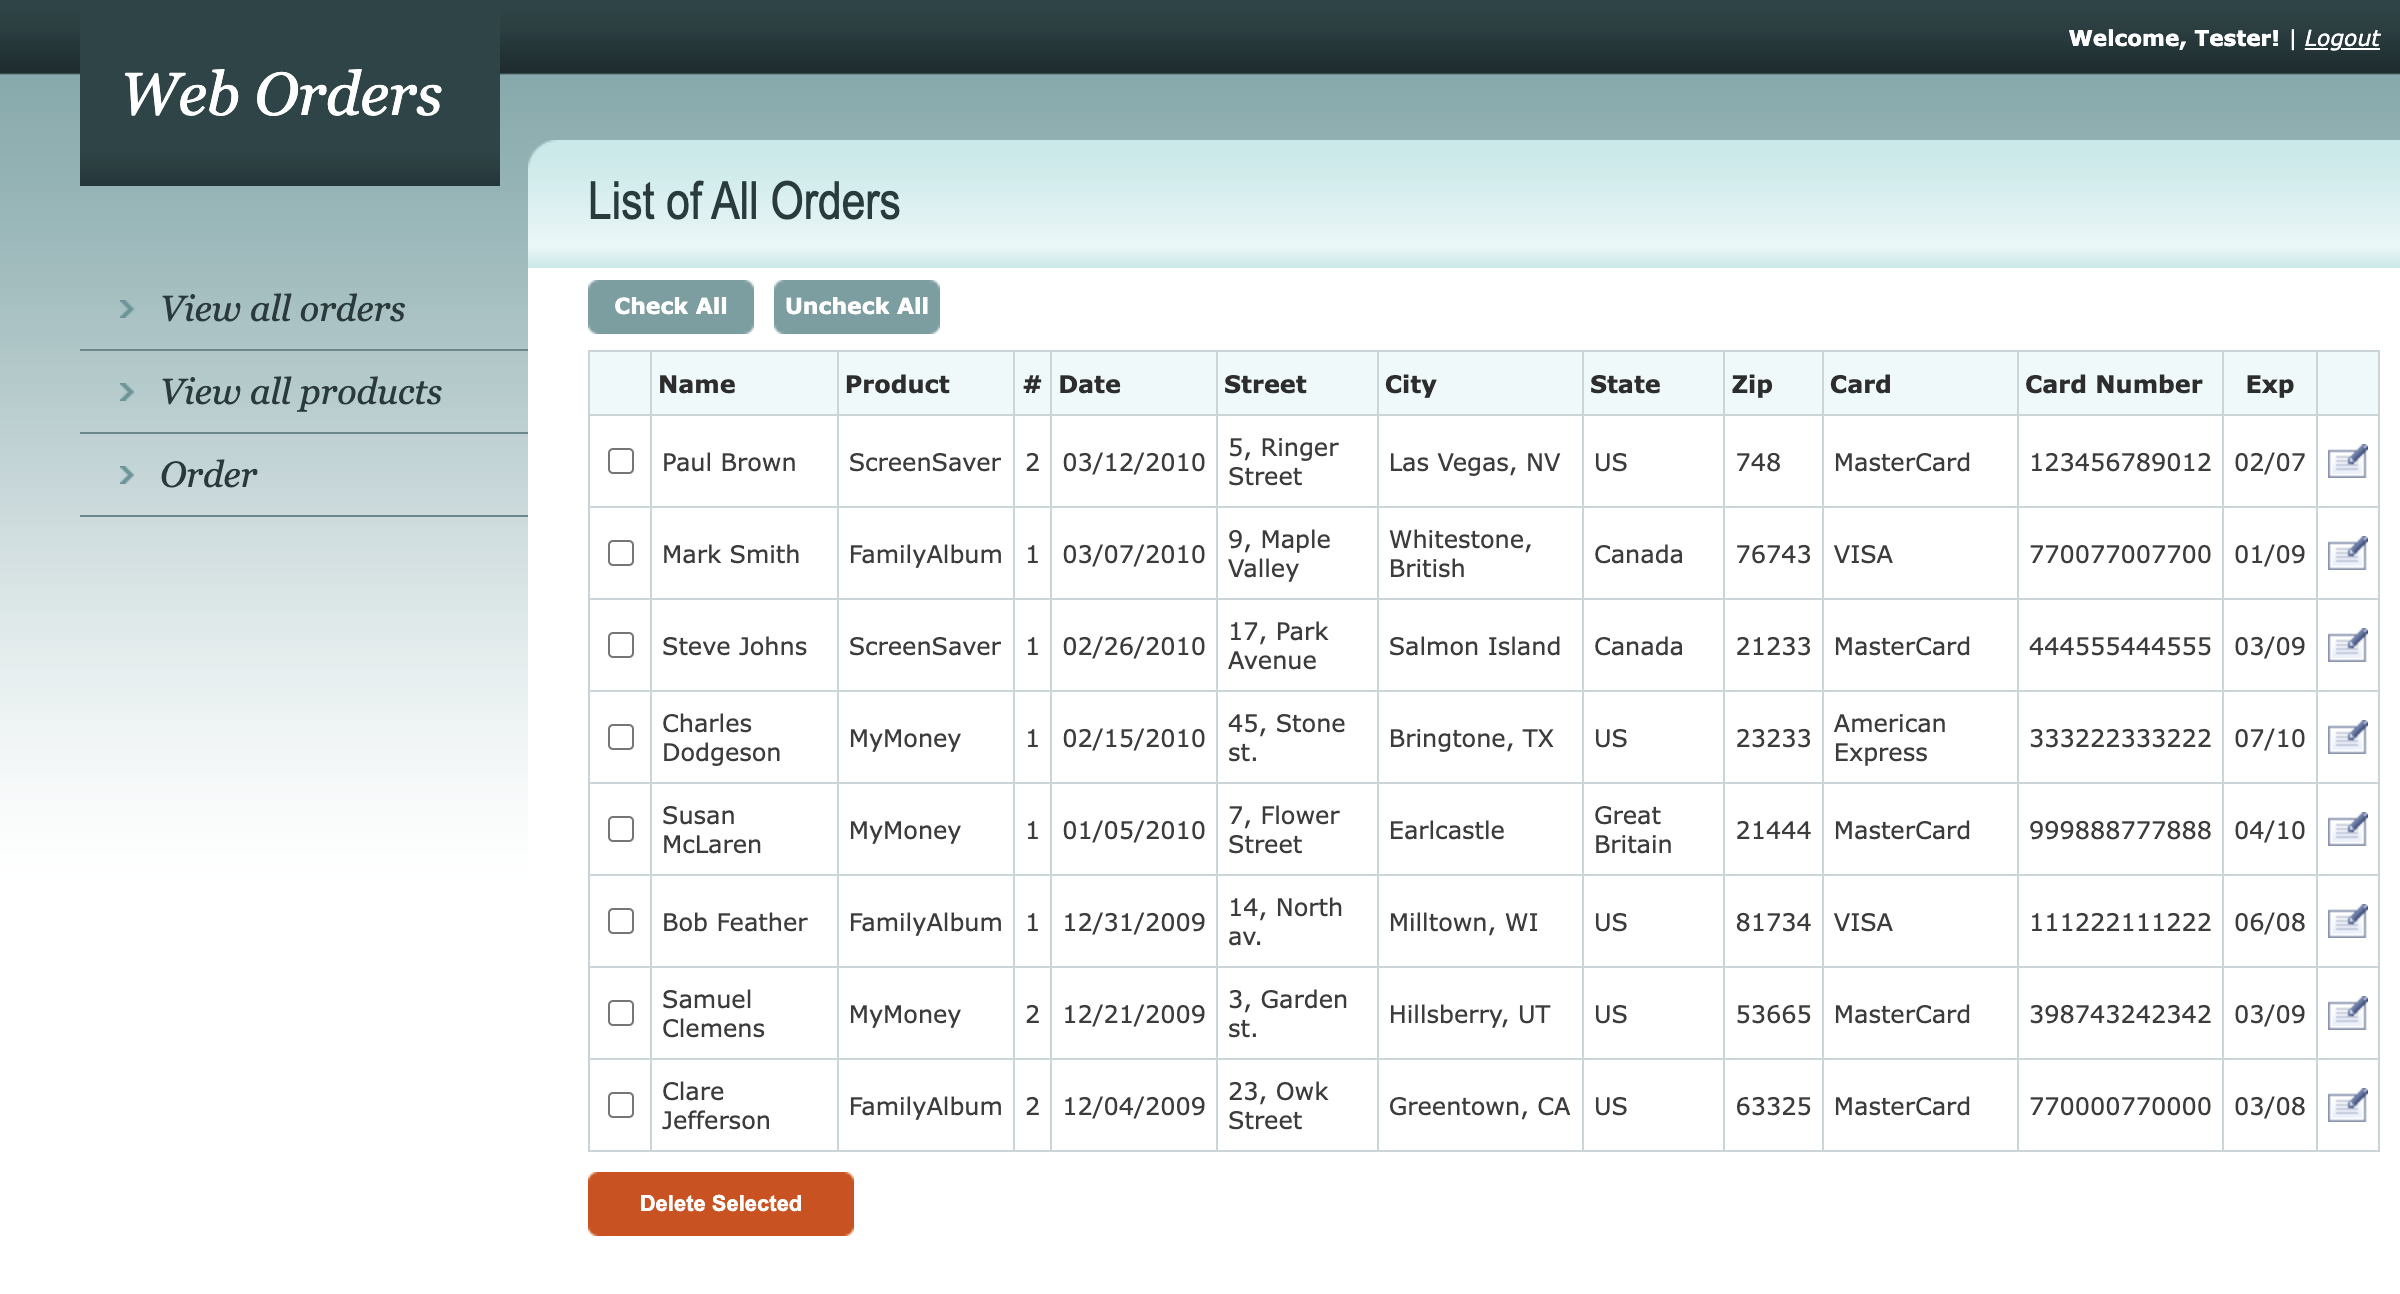 Welcome, Tester! | Logout
Web Orders
View all orders
View all products
Order
List of All Orders
Check All Uncheck All
Name Product # Date Street City State Zip Card Card Number Exp
Paul Brown ScreenSaver 2 03/12/2010 5, Ringer Street Las Vegas, NV US 748 MasterCard 123456789012 02/07
Mark Smith FamilyAlbum 1 03/07/2010 9, Maple Valley Whitestone, British Canada 76743 VISA 770077007700 01/09
Steve Johns ScreenSaver 1 02/26/2010 17, Park Avenue Salmon Island Canada 21233 MasterCard 444555444555 03/09
Charles Dodgeson MyMoney 1 02/15/2010 45, Stone st. Bringtone, TX US 23233 American Express 333222333222 07/10
Susan McLaren MyMoney 1 01/05/2010 7, Flower Street Earlcastle Great Britain 21444 MasterCard 999888777888 04/10
Bob Feather FamilyAlbum 1 12/31/2009 14, North av. Milltown, WI US 81734 VISA 111222111222 06/08
Samuel Clemens MyMoney 2 12/21/2009 3, Garden st. Hillsberry, UT US 53665 MasterCard 398743242342 03/09
Clare Jefferson FamilyAlbum 2 12/04/2009 23, Owk Street Greentown, CA US 63325 MasterCard 770000770000 03/08
Delete Selected